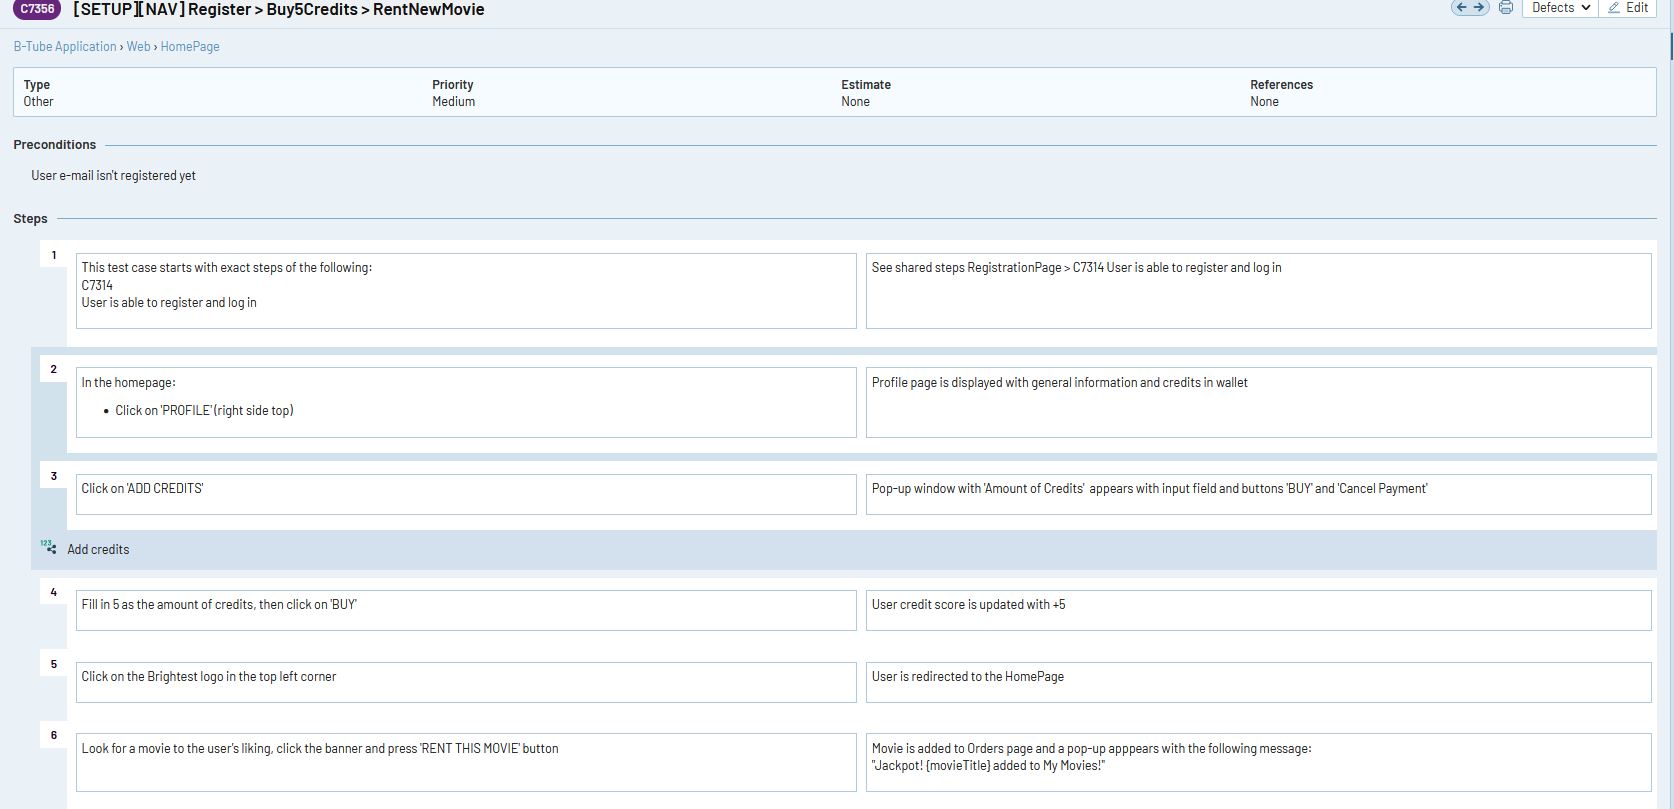 C7356 [SETUP][NAV] Register > Buy5Credits > RentNewMovie
Defects
Edit
B-Tube Application › Web › HomePage
Type
Other
Priority
Medium
Estimate
None
References
None
Preconditions
User e-mail isn't registered yet
Steps
1
This test case starts with exact steps of the following:
C7314
User is able to register and log in
See shared steps RegistrationPage > C7314 User is able to register and log in
2
In the homepage:
• Click on 'PROFILE' (right side top)
Profile page is displayed with general information and credits in wallet
3
Click on 'ADD CREDITS'
Pop-up window with 'Amount of Credits' appears with input field and buttons 'BUY' and 'Cancel Payment'
123
Add credits
4
Fill in 5 as the amount of credits, then click on 'BUY'
User credit score is updated with +5
5
Click on the Brightest logo in the top left corner
User is redirected to the HomePage
6
Look for a movie to the user's liking, click the banner and press 'RENT THIS MOVIE' button
Movie is added to Orders page and a pop-up apppears with the following message:
"Jackpot! {movieTitle} added to My Movies!"